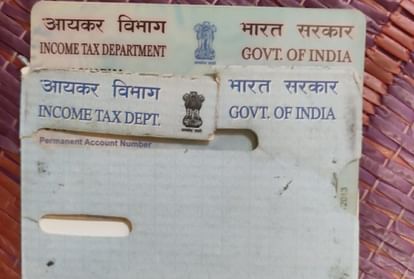 आयकर विभाग भारत सरकार
INCOME TAX DEPARTMENT GOVT. OF INDIA
आयकर विभाग भारत सरकार
INCOME TAX DEPT. GOVT. OF INDIA
Permanent Account Number